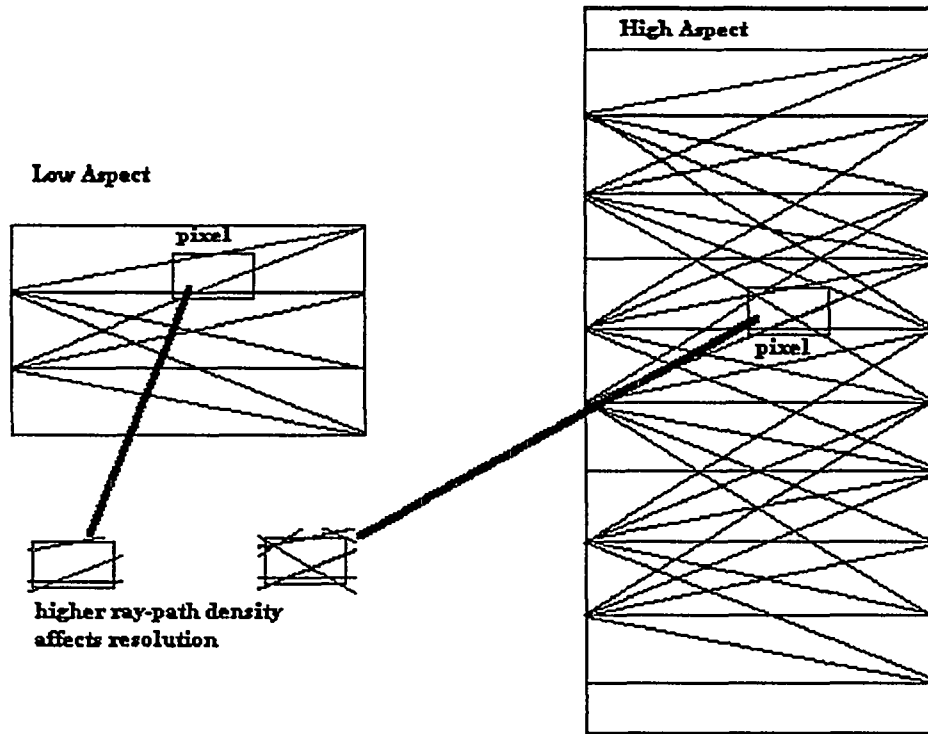 High Aspect
Low Aspect
pixel
pixel
higher ray-path density
affects resolution